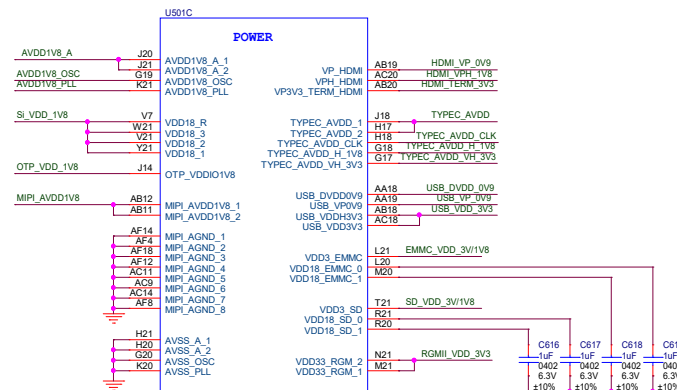 U501C
POWER
AVDD1V8_A
J20
AVDD1V8_A_1
J21
AVDD1V8_A_2
AVDD1V8_OSC
G19
AVDD1V8_OSC
AVDD1V8_PLL
K21
AVDD1V8_PLL
Si_VDD_1V8
V7
VDD18_R
W21
VDD18_3
V21
VDD18_2
Y21
VDD18_1
OTP_VDD_1V8
J14
OTP_VDDIO1V8
MIPI_AVDD1V8
AB12
MIPI_AVDD1V8_1
AB11
MIPI_AVDD1V8_2
AF14
MIPI_AGND_1
AF4
MIPI_AGND_2
AF18
MIPI_AGND_3
AF12
MIPI_AGND_4
AC11
MIPI_AGND_5
AC9
MIPI_AGND_6
AC14
MIPI_AGND_7
AF8
MIPI_AGND_8
H21
AVSS_A_1
H20
AVSS_A_2
G20
AVSS_OSC
K20
AVSS_PLL
VP_HDMI
AB19
HDMI_VP_0V9
VPH_HDMI
AC20
HDMI_VPH_1V8
VP3V3_TERM_HDMI
AB20
HDMI_TERM_3V3
TYPEC_AVDD_1
J18
TYPEC_AVDD
TYPEC_AVDD_2
H17
TYPEC_AVDD_CLK
H18
TYPEC_AVDD_CLK
TYPEC_AVDD_H_1V8
G18
TYPEC_AVDD_H_1V8
TYPEC_AVDD_VH_3V3
G17
TYPEC_AVDD_VH_3V3
USB_DVDD0V9
AA18
USB_DVDD_0V9
USB_VP0V9
AA19
USB_VP_0V9
USB_VDDH3V3
AB18
USB_VDD_3V3
USB_VDD3V3
AC18
VDD3_EMMC
L21
EMMC_VDD_3V/1V8
VDD18_EMMC_0
L20
VDD18_EMMC_1
M20
VDD3_SD
T21
SD_VDD_3V/1V8
VDD18_SD_0
R21
VDD18_SD_1
R20
VDD33_RGM_2
N21
RGMII_VDD_3V3
VDD33_RGM_1
M21
C616
1uF
0402
6.3V
±10%
C617
1uF
0402
6.3V
±10%
C618
1uF
0402
6.3V
±10%